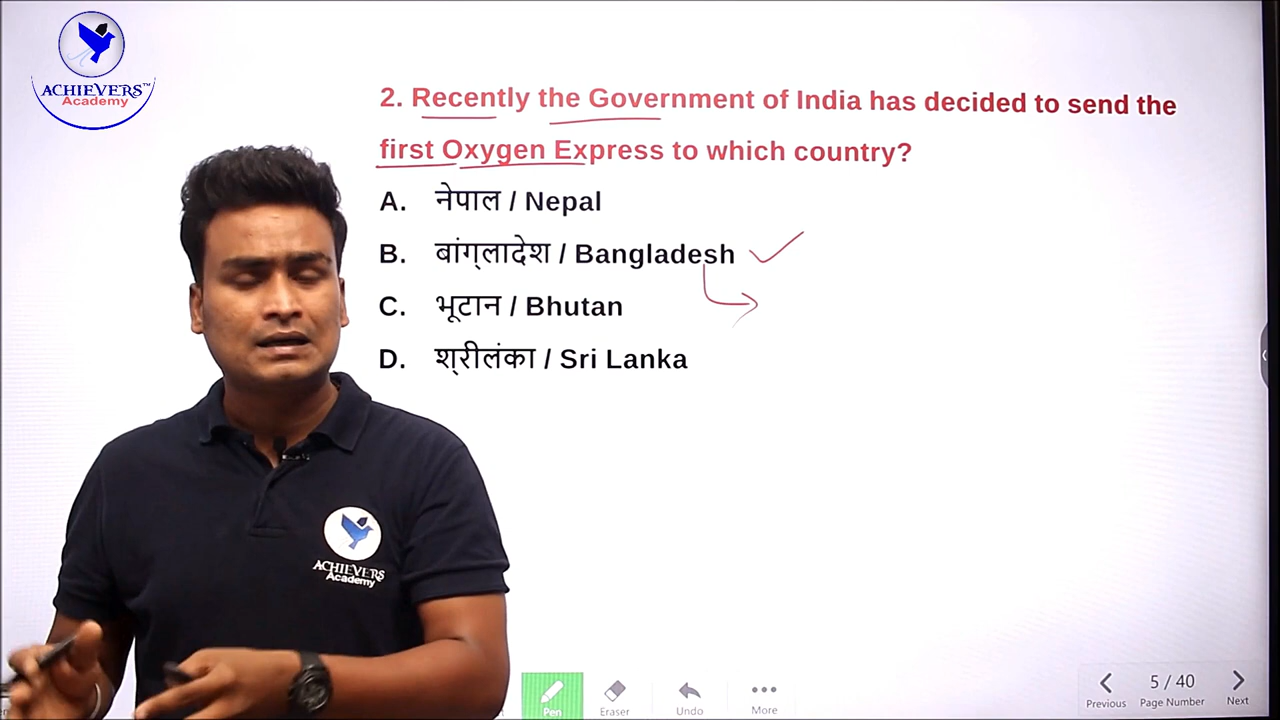 ACHIEVERS™
Academy
2. Recently the Government of India has decided to send the
first Oxygen Express to which country?
A. नेपाल / Nepal
B. बांग्लादेश / Bangladesh
C. भूटान / Bhutan
D. श्रीलंका / Sri Lanka
ACHIEVERS
Academy
Pen
Eraser
Undo
More
Previous
5 / 40
Page Number
Next